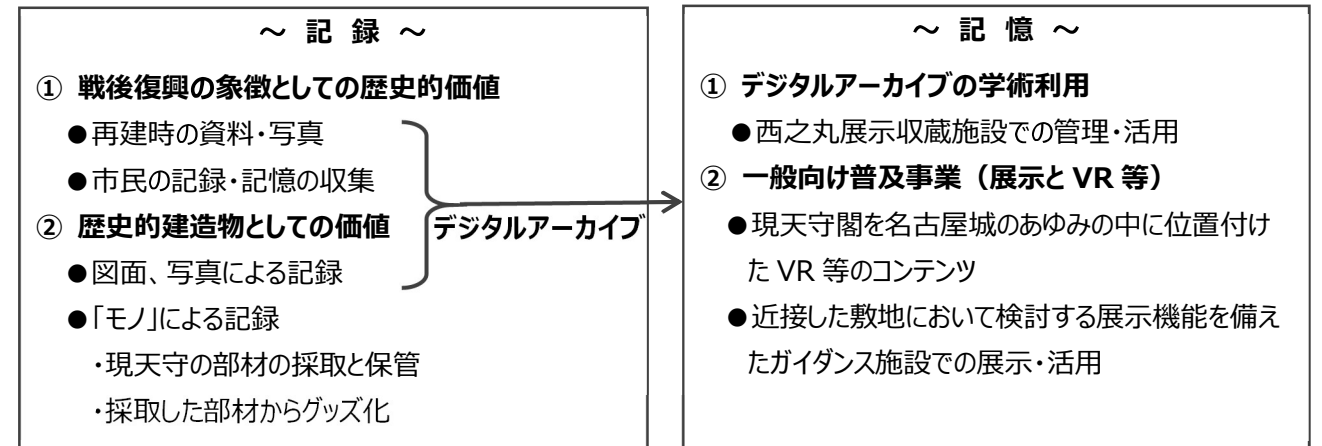 ～ 記 録 ～
① 戦後復興の象徴としての歴史的価値
●再建時の資料・写真
●市民の記録・記憶の収集
② 歴史的建造物としての価値
●図面、写真による記録
●「モノ」による記録
・現天守の部材の採取と保管
・採取した部材からグッズ化
デジタルアーカイブ
～ 記 憶 ～
① デジタルアーカイブの学術利用
●西之丸展示収蔵施設での管理・活用
② 一般向け普及事業（展示と VR 等）
●現天守閣を名古屋城のあゆみの中に位置付け
た VR 等のコンテンツ
●近接した敷地において検討する展示機能を備え
たガイダンス施設での展示・活用